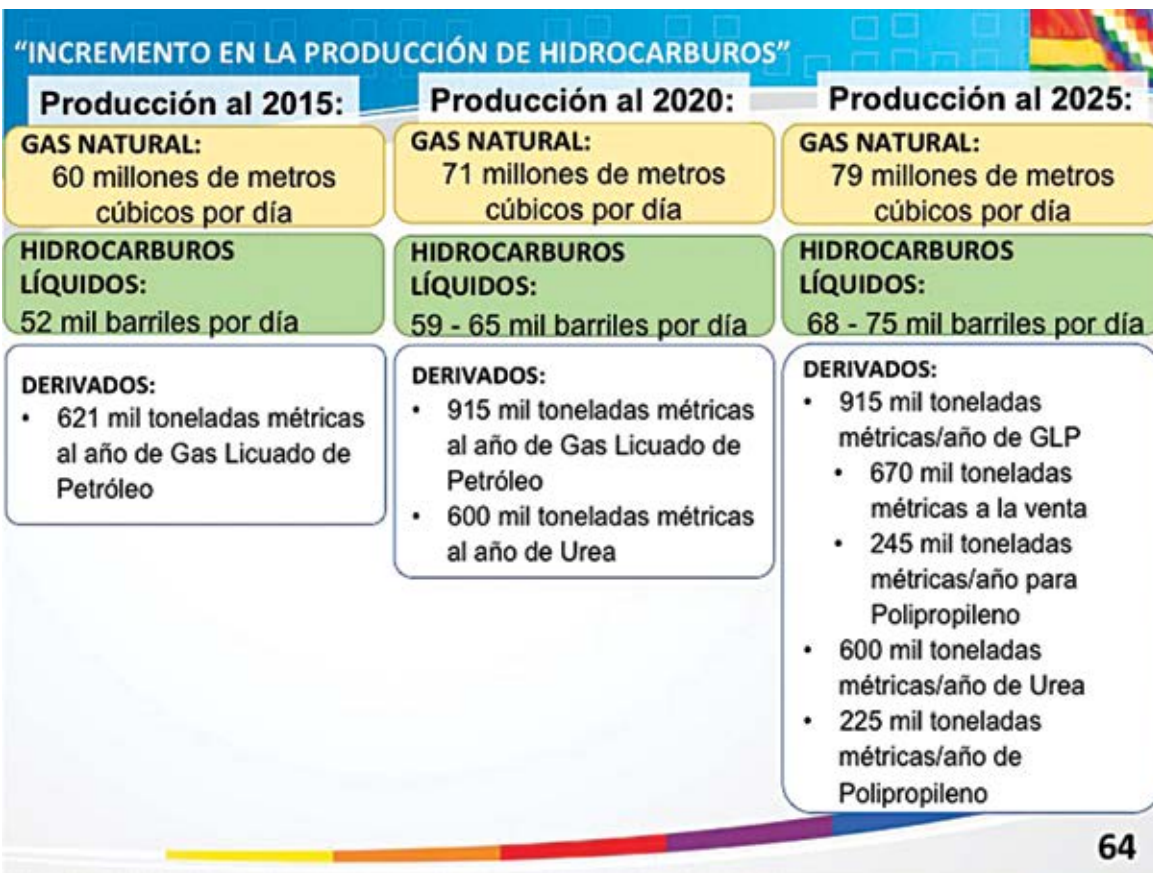 “INCREMENTO EN LA PRODUCCIÓN DE HIDROCARBUROS”
Producción al 2015:
GAS NATURAL:
60 millones de metros
cúbicos por día
HIDROCARBUROS
LÍQUIDOS:
52 mil barriles por día
DERIVADOS:
• 621 mil toneladas métricas
al año de Gas Licuado de
Petróleo
Producción al 2020:
GAS NATURAL:
71 millones de metros
cúbicos por día
HIDROCARBUROS
LÍQUIDOS:
59 - 65 mil barriles por día
DERIVADOS:
• 915 mil toneladas métricas
al año de Gas Licuado de
Petróleo
• 600 mil toneladas métricas
al año de Urea
Producción al 2025:
GAS NATURAL:
79 millones de metros
cúbicos por día
HIDROCARBUROS
LÍQUIDOS:
68 - 75 mil barriles por día
DERIVADOS:
• 915 mil toneladas
métricas/año de GLP
• 670 mil toneladas
métricas a la venta
• 245 mil toneladas
métricas/año para
Polipropileno
• 600 mil toneladas
métricas/año de Urea
• 225 mil toneladas
métricas/año de
Polipropileno
64